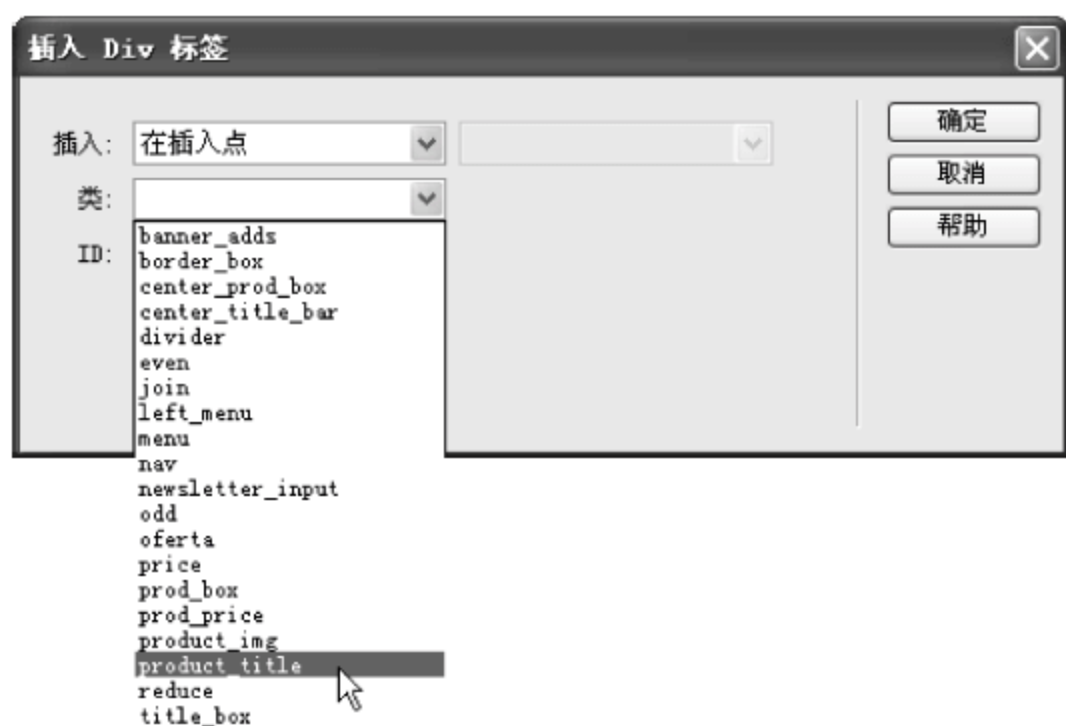 插入 Div 标签
插入: 在插入点
确定
类:
取消
ID:
帮助
banner_adds
border_box
center_prod_box
center_title_bar
divider
even
join
left_menu
menu
nav
newsletter_input
odd
oferta
price
prod_box
prod_price
product_img
product_title
reduce
title_box